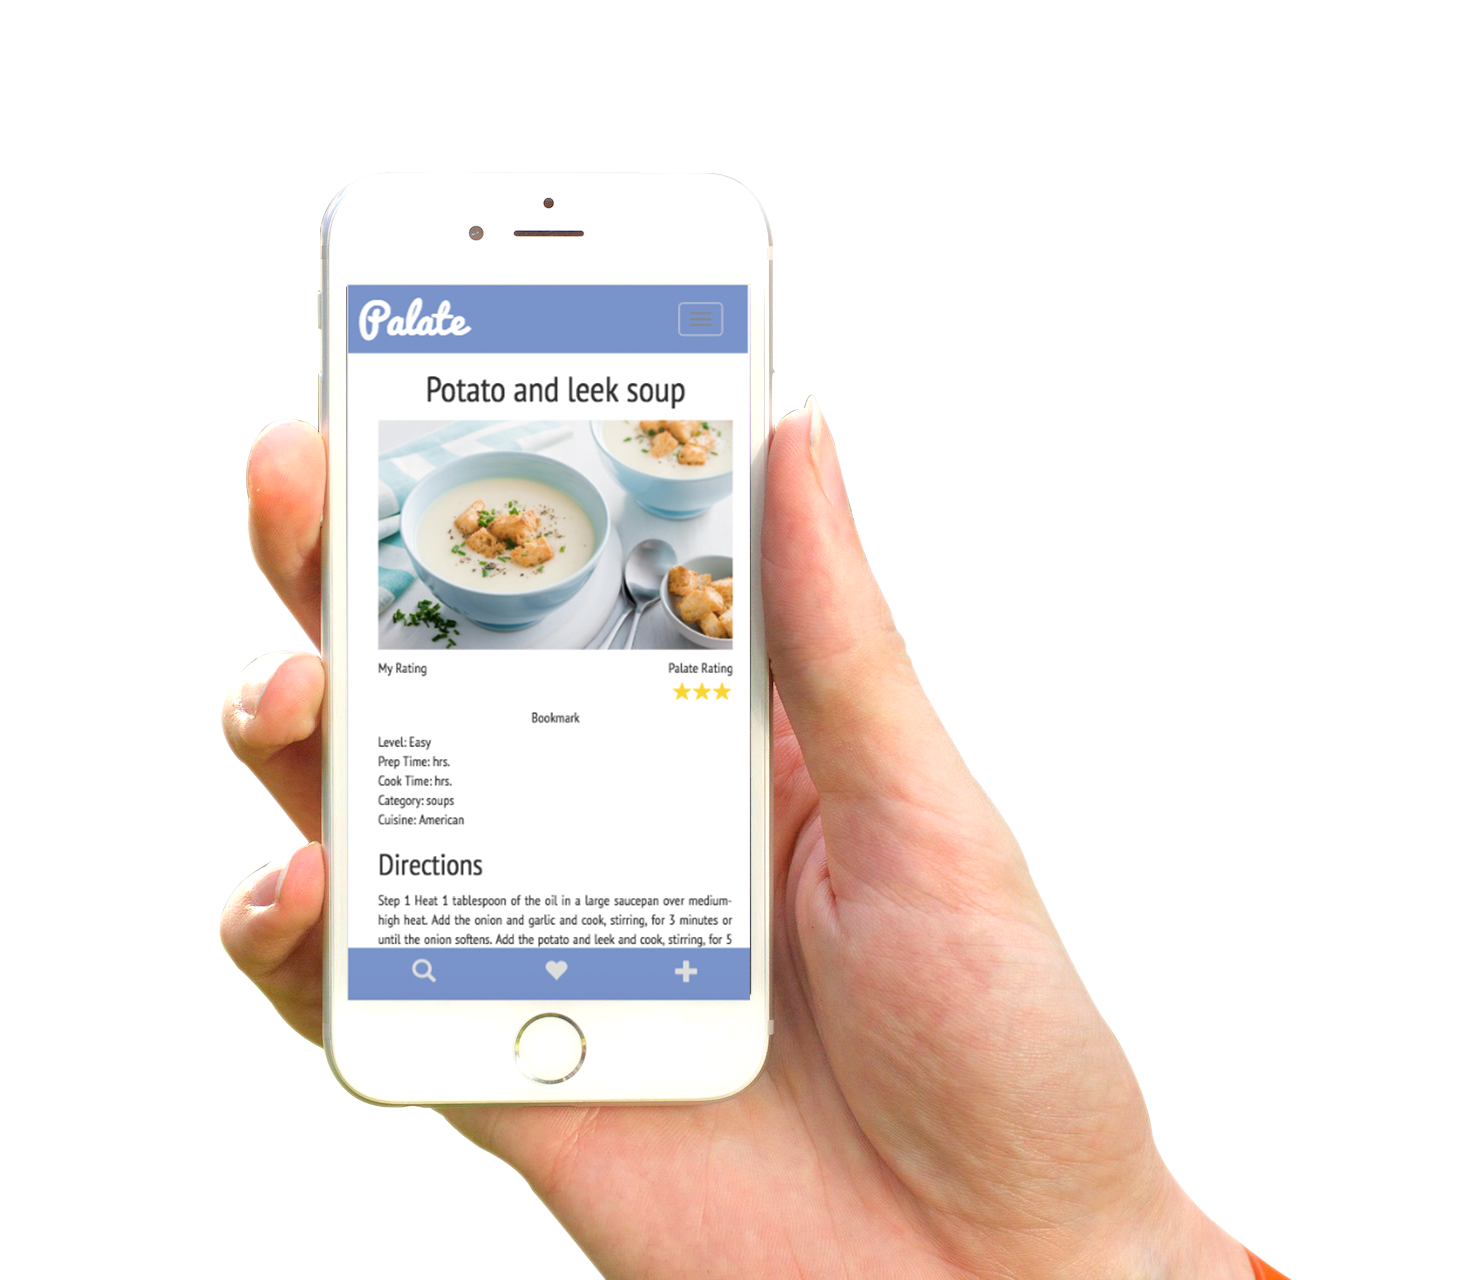 Palate
Potato and leek soup
My Rating
Palate Rating
Bookmark
Level: Easy
Prep Time: hrs.
Cook Time: hrs.
Category: soups
Cuisine: American
Directions
Step 1 Heat 1 tablespoon of the oil in a large saucepan over medium-
high heat. Add the onion and garlic and cook, stirring, for 3 minutes or
until the onion softens. Add the potato and leek and cook, stirring, for 5